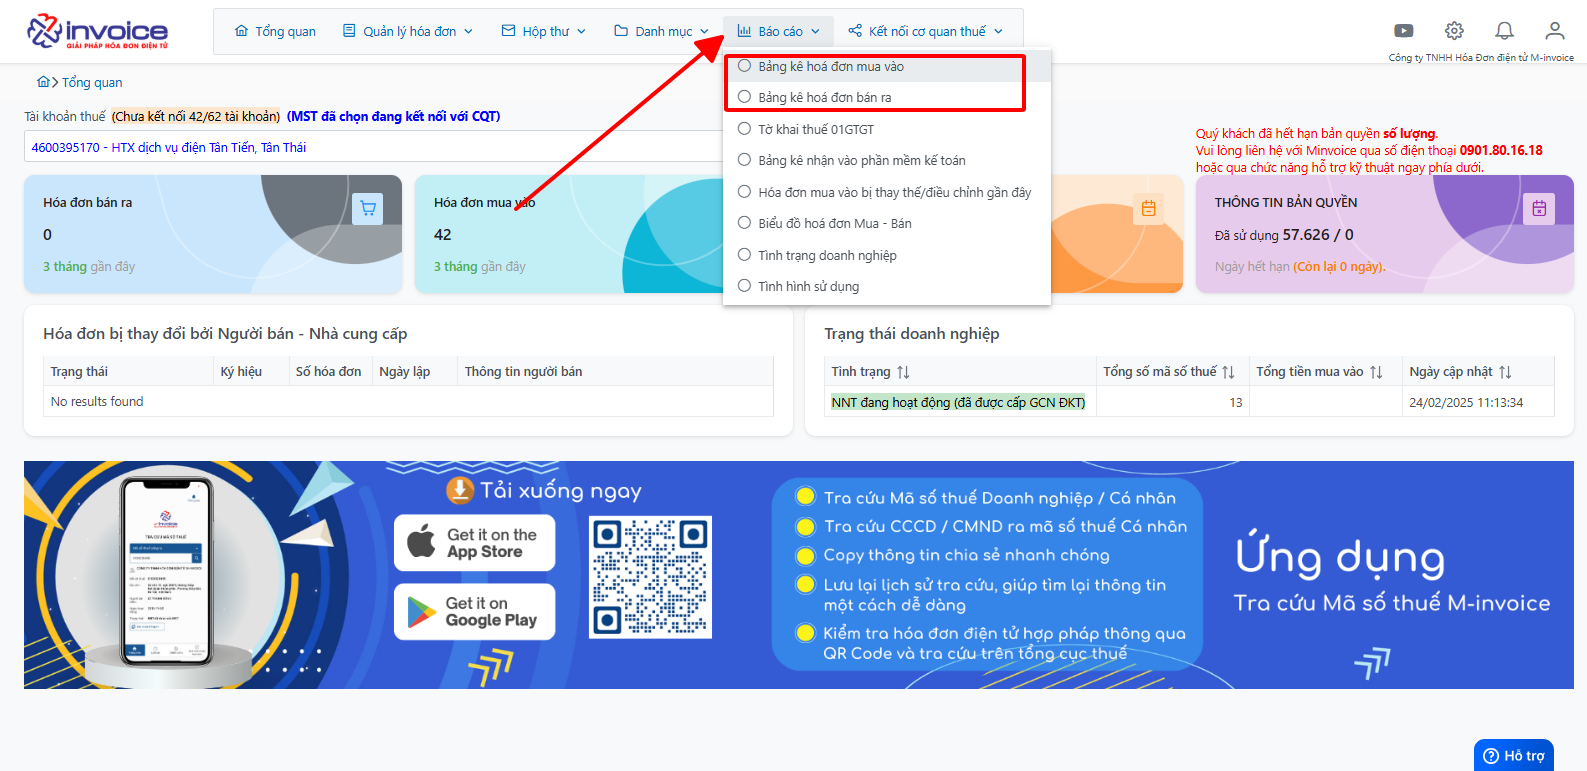 invoice
GIẢI PHÁP HÓA ĐƠN ĐIỆN TỬ
Tổng quan
Quản lý hóa đơn
Hộp thư
Danh mục
Báo cáo
Kết nối cơ quan thuế
Công ty TNHH Hóa Đơn điện tử M-invoice
Tổng quan
Bảng kê hoá đơn mua vào
Bảng kê hoá đơn bán ra
Tờ khai thuế 01GTGT
Bảng kê nhận vào phần mềm kế toán
Hóa đơn mua vào bị thay thế/điều chỉnh gần đây
Biểu đồ hoá đơn Mua - Bán
Tình trạng doanh nghiệp
Tình hình sử dụng
Tài khoản thuế (Chưa kết nối 42/62 tài khoản) (MST đã chọn đang kết nối với CQT)
4600395170 - HTX dịch vụ điện Tân Tiến, Tân Thái
Quý khách đã hết hạn bản quyền số lượng.
Vui lòng liên hệ với Minvoice qua số điện thoại 0901.80.16.18
hoặc qua chức năng hỗ trợ kỹ thuật ngay phía dưới.
Hóa đơn bán ra
0
3 tháng gần đây
Hóa đơn mua vào
42
3 tháng gần đây
THÔNG TIN BẢN QUYỀN
Đã sử dụng 57.626 / 0
Ngày hết hạn (Còn lại 0 ngày).
Hóa đơn bị thay đổi bởi Người bán - Nhà cung cấp
Trạng thái Ký hiệu Số hóa đơn Ngày lập Thông tin người bán
No results found
Trạng thái doanh nghiệp
Tình trạng Tổng số mã số thuế Tổng tiền mua vào Ngày cập nhật
NNT đang hoạt động (đã được cấp GCN ĐKT) 13 24/02/2025 11:13:34
invoice
TRA CỨU MÃ SỐ THUẾ
Tải xuống ngay
Get it on the
App Store
Get it on
Google Play
Tra cứu Mã số thuế Doanh nghiệp / Cá nhân
Tra cứu CCCD / CMND ra mã số thuế Cá nhân
Copy thông tin chia sẻ nhanh chóng
Lưu lại lịch sử tra cứu, giúp tìm lại thông tin
một cách dễ dàng
Kiểm tra hóa đơn điện tử hợp pháp thông qua
QR Code và tra cứu trên tổng cục thuế
Ứng dụng
Tra cứu Mã số thuế M-invoice
Hỗ trợ